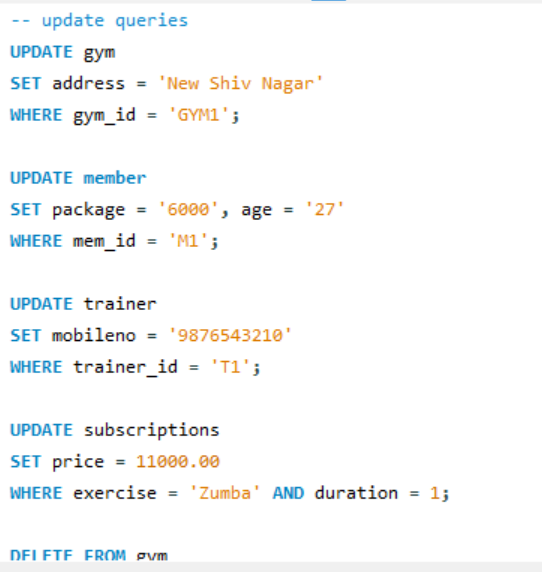 -- update queries
UPDATE gym
SET address = 'New Shiv Nagar'
WHERE gym_id = 'GYM1';
UPDATE member
SET package = '6000', age = '27'
WHERE mem_id = 'M1';
UPDATE trainer
SET mobileno = '9876543210'
WHERE trainer_id = 'T1';
UPDATE subscriptions
SET price = 11000.00
WHERE exercise = 'Zumba' AND duration = 1;
DELETE FROM gym